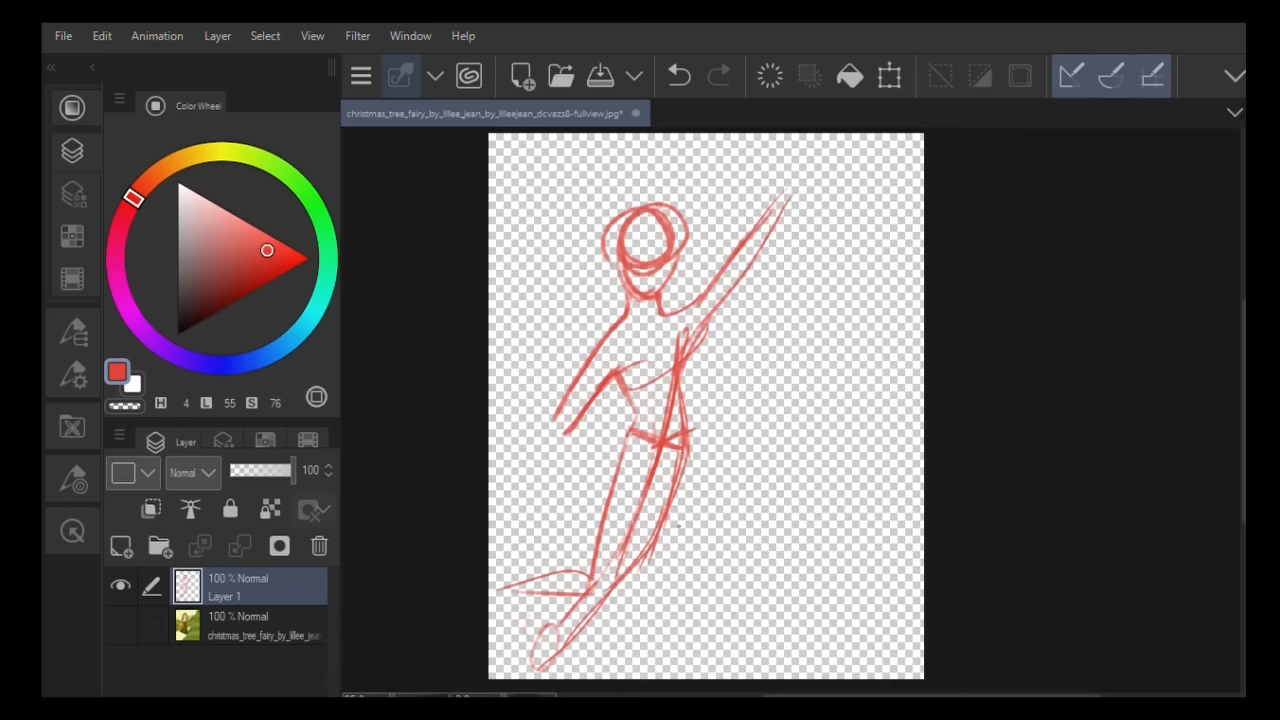 File Edit Animation Layer Select View Filter Window Help
Color Wheel
christmas_tree_fairy_by_lillee_jean_by_lilleejean_dcvazs8-fullview.jpg*
H 4 L 55 S 76
Layer
Normal 100
100 % Normal
Layer 1
100 % Normal
christmas_tree_fairy_by_lillee_jean